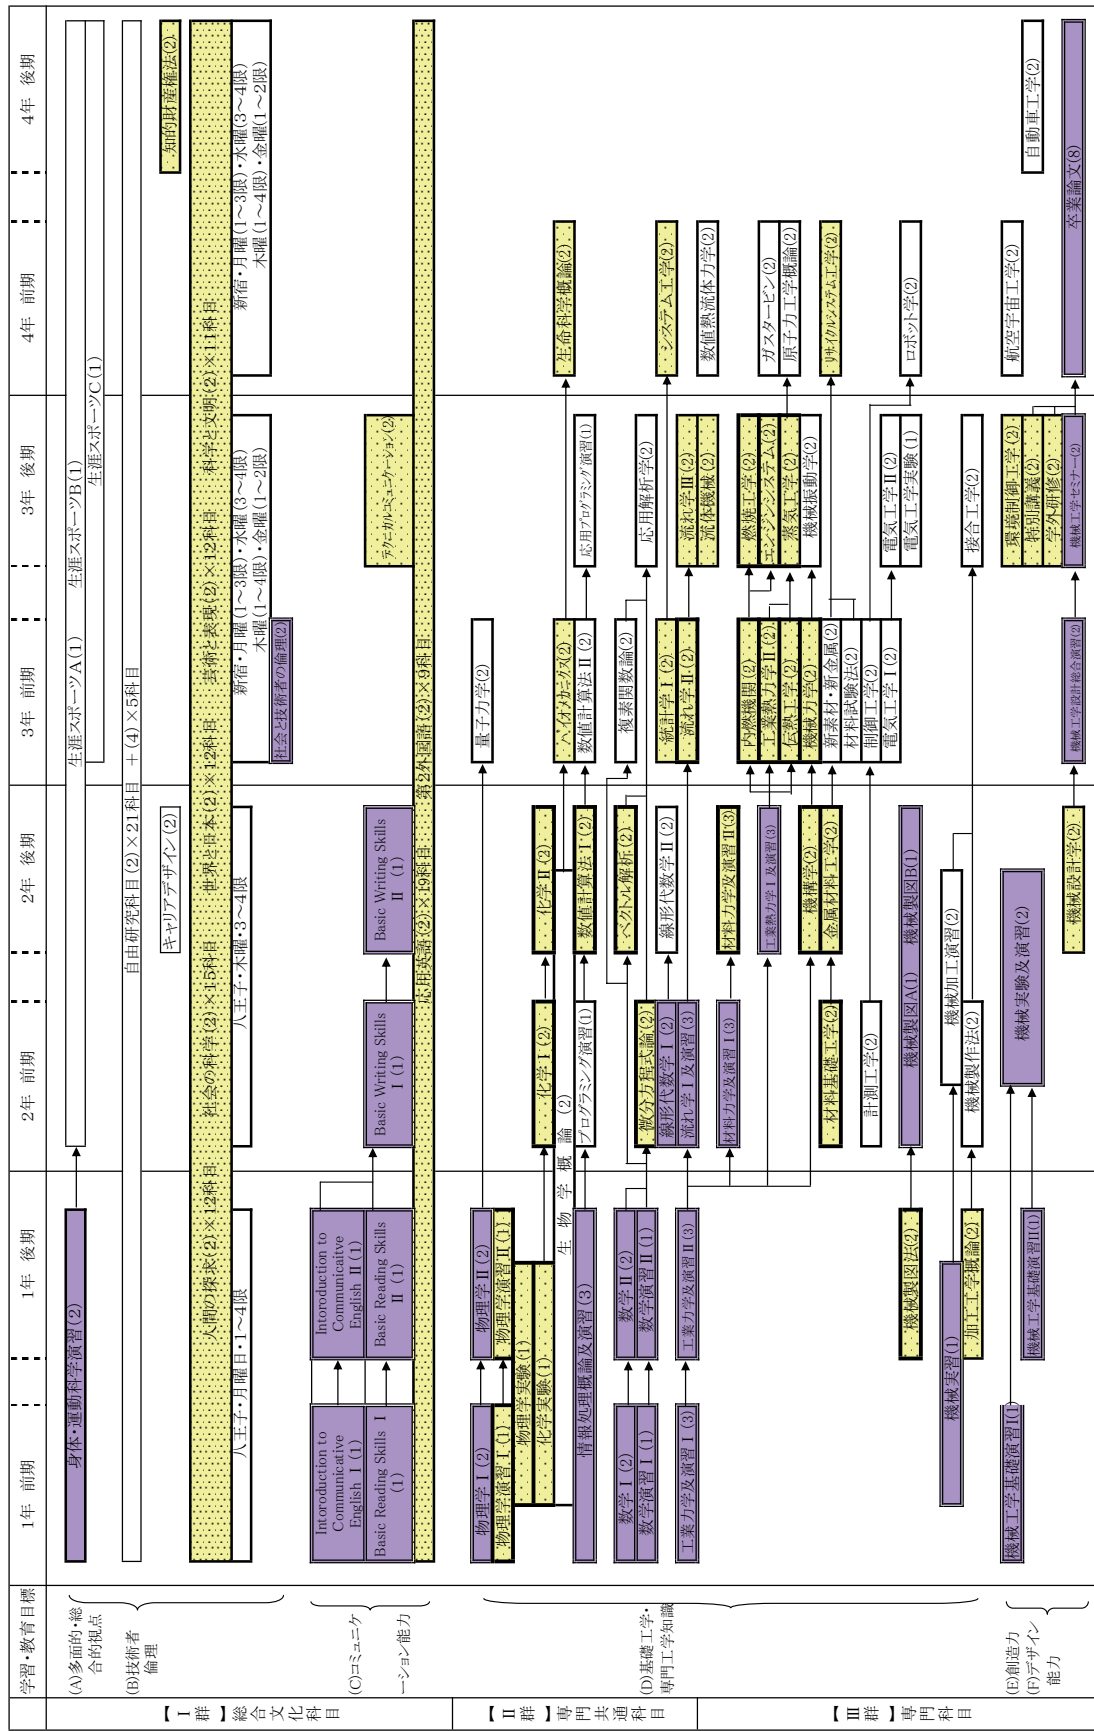 学習・教育目標
1年 前期
1年 後期
2年 前期
2年 後期
3年 前期
3年 後期
4年 前期
4年 後期
【Ⅰ群】総合文化科目
(A)多面的・総
合的視点
(B)技術者
倫理
身体・運動科学演習(2)
生涯スポーツA(1)
生涯スポーツB(1)
生涯スポーツC(1)
自由研究科目(2)×21科目 +(4)×5科目
キャリアデザイン(2)
知的財産権法(2)
人間の探求(2)×12科目
社会の科学(2)×15科目
世界と日本(2)×12科目
芸術と表現(2)×12科目
科学と文明(2)×11科目
八王子・月曜日・1~4限
八王子・木曜・3~4限
新宿・月曜(1~3限)・水曜(3~4限)
木曜(1~4限)・金曜(1~2限)
新宿・月曜(1~3限)・水曜(3~4限)
木曜(1~4限)・金曜(1~2限)
社会と技術者の倫理(2)
(C)コミュニケ
ーション能力
Intoroduction to
Communicative
English I (1)
Intoroduction to
Communicaitve
English II (1)
Basic Reading Skills I
(1)
Basic Reading Skills
II (1)
Basic Writing Skills
I (1)
Basic Writing Skills
II (1)
テクニカルコミュニケーション(2)
応用英語(2)×19科目
第2外国語(2)×9科目
【Ⅱ群】専門共通科目
(D)基礎工学・
専門工学知識
物理学Ⅰ(2)
物理学Ⅱ(2)
量子力学(2)
物理学演習Ⅰ(1)
物理学演習Ⅱ(1)
物理学実験(1)
化学実験(1)
化学Ⅰ(2)
化学Ⅱ(2)
生物学概論(2)
バイオメカニクス(2)
生命科学概論(2)
情報処理概論及演習(3)
プログラミング演習(1)
数値計算法Ⅰ(2)
数値計算法Ⅱ(2)
応用プログラミング演習(1)
数学Ⅰ(2)
数学Ⅱ(2)
ベクトル解析(2)
複素関数論(2)
数学演習Ⅰ(1)
数学演習Ⅱ(1)
微分方程式論(2)
応用解析学(2)
線形代数学Ⅰ(2)
線形代数学Ⅱ(2)
統計学Ⅰ(2)
システム工学(2)
工業力学及演習Ⅰ(3)
工業力学及演習Ⅱ(3)
流れ学Ⅰ及演習(3)
流れ学Ⅱ(2)
流れ学Ⅲ(2)
流体機械(2)
数値熱流体力学(2)
【Ⅲ群】専門科目
材料力学及演習Ⅰ(3)
材料力学及演習Ⅱ(3)
内燃機関(2)
燃焼工学(2)
工業熱力学Ⅰ及演習(3)
工業熱力学Ⅱ(2)
エンジンシステム(2)
ガスタービン(2)
伝熱工学(2)
蒸気工学(2)
原子力工学概論(2)
機構学(2)
機械力学(2)
機械振動学(2)
材料基礎工学(2)
金属材料工学(2)
新素材・新金属(2)
リサイクルシステム工学(2)
材料試験法(2)
計測工学(2)
制御工学(2)
電気工学Ⅰ(2)
電気工学Ⅱ(2)
電気工学実験(1)
ロボット学(2)
機械製図法(2)
機械製図A(1)
機械製図B(1)
機械実習(1)
機械加工演習(2)
加工工学概論(2)
機械製作法(2)
接合工学(2)
(E)創造力
(F)デザイン
能力
機械工学基礎演習Ⅰ(1)
機械工学基礎演習Ⅱ(1)
機械実験及演習(2)
環境制御工学(2)
特別講義(2)
学外研修(2)
航空宇宙工学(2)
自動車工学(2)
機械設計学(2)
機械工学設計総合演習(2)
機械工学セミナー(2)
卒業論文(8)